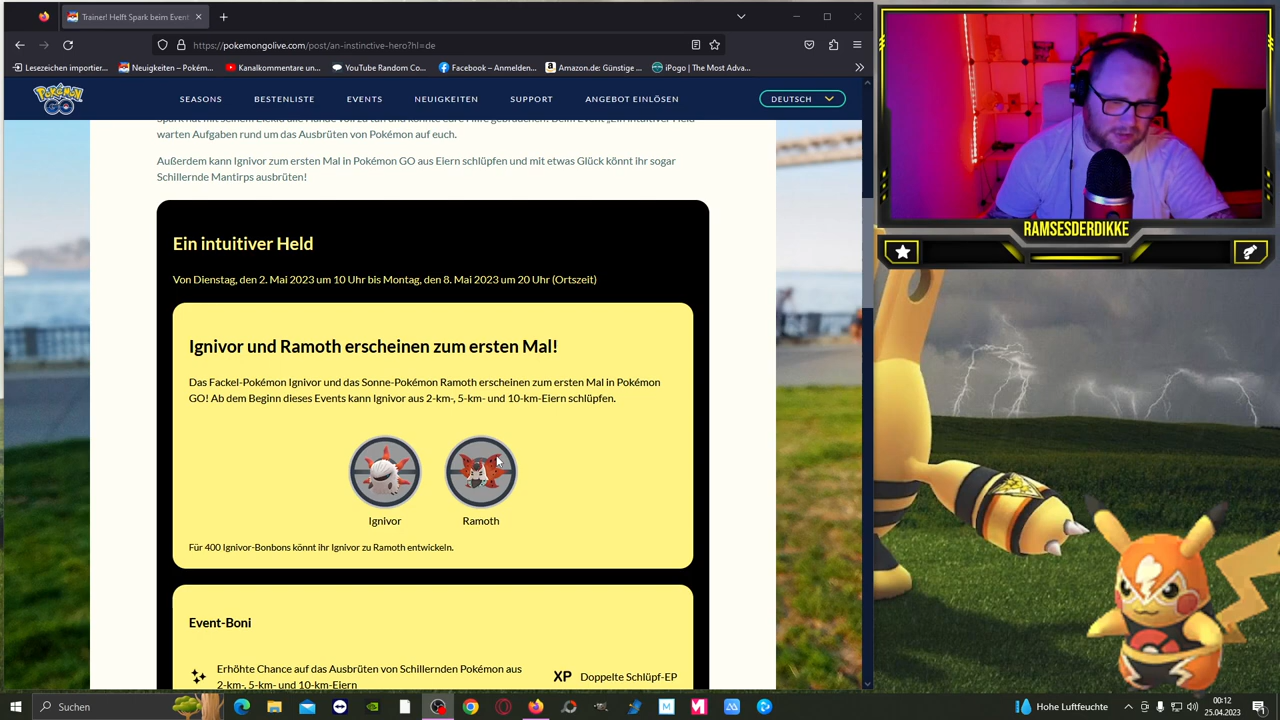 Trainer! Helft Spark beim Event
https://pokemongolive.com/post/an-instinctive-hero?hl=de
Lesezeichen importier...
Neuigkeiten – Pokém...
Kanalkommentare un...
YouTube Random Co...
Facebook – Anmelden...
Amazon.de: Günstige ...
iPogo | The Most Adva...
POKÉMON GO
SEASONS
BESTENLISTE
EVENTS
NEUIGKEITEN
SUPPORT
ANGEBOT EINLÖSEN
DEUTSCH
warten Aufgaben rund um das Ausbrüten von Pokémon auf euch.
Außerdem kann Ignivor zum ersten Mal in Pokémon GO aus Eiern schlüpfen und mit etwas Glück könnt ihr sogar
Schillernde Mantirps ausbrüten!
Ein intuitiver Held
Von Dienstag, den 2. Mai 2023 um 10 Uhr bis Montag, den 8. Mai 2023 um 20 Uhr (Ortszeit)
Ignivor und Ramoth erscheinen zum ersten Mal!
Das Fackel-Pokémon Ignivor und das Sonne-Pokémon Ramoth erscheinen zum ersten Mal in Pokémon
GO! Ab dem Beginn dieses Events kann Ignivor aus 2-km-, 5-km- und 10-km-Eiern schlüpfen.
Ignivor
Ramoth
Für 400 Ignivor-Bonbons könnt ihr Ignivor zu Ramoth entwickeln.
Event-Boni
Erhöhte Chance auf das Ausbrüten von Schillernden Pokémon aus
2-km-, 5-km- und 10-km-Eiern
XP Doppelte Schlüpf-EP
RAMSESDERDIKKE
Suchen
Hohe Luftfeuchte
00:12
25.04.2023